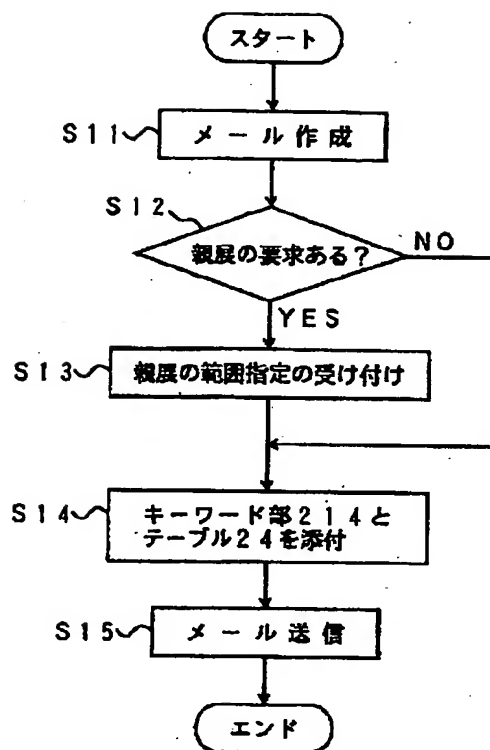 スタート
S11
メール作成
S12
親展の要求ある?
NO
YES
S13
親展の範囲指定の受け付け
S14
キーワード部214と
テーブル24を添付
S15
メール送信
エンド